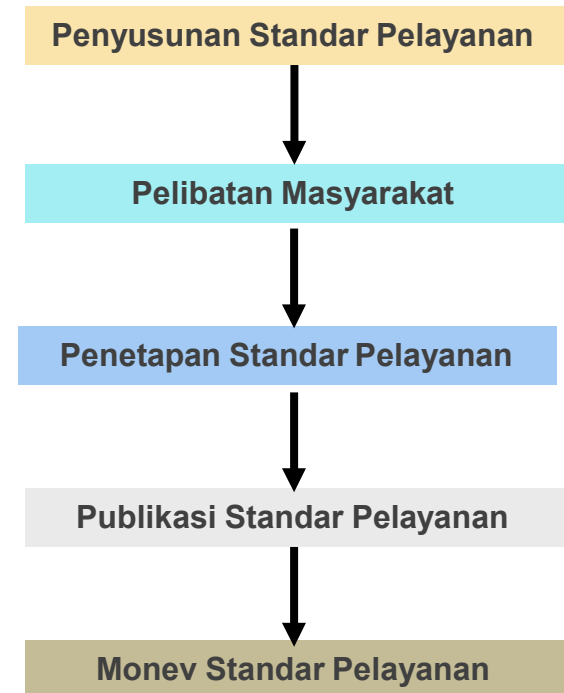 Penyusunan Standar Pelayanan
Pelibatan Masyarakat
Penetapan Standar Pelayanan
Publikasi Standar Pelayanan
Monev Standar Pelayanan